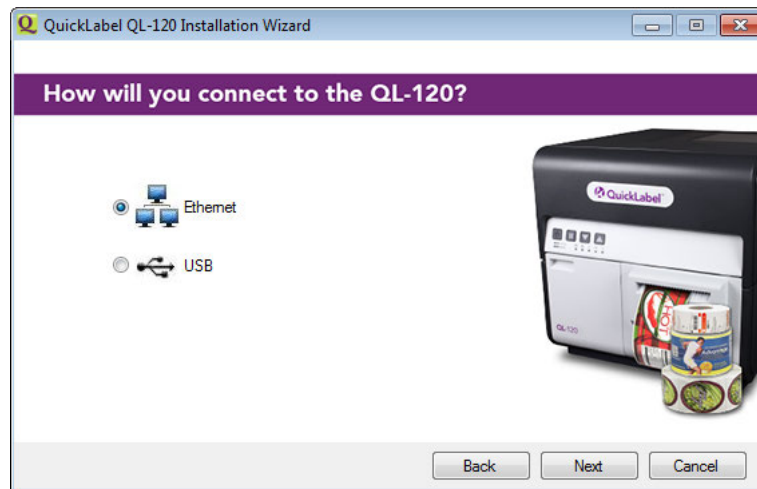 QuickLabel QL-120 Installation Wizard
How will you connect to the QL-120?
QuickLabel
Ethernet
USB
QL-120
HOT
Back Next Cancel